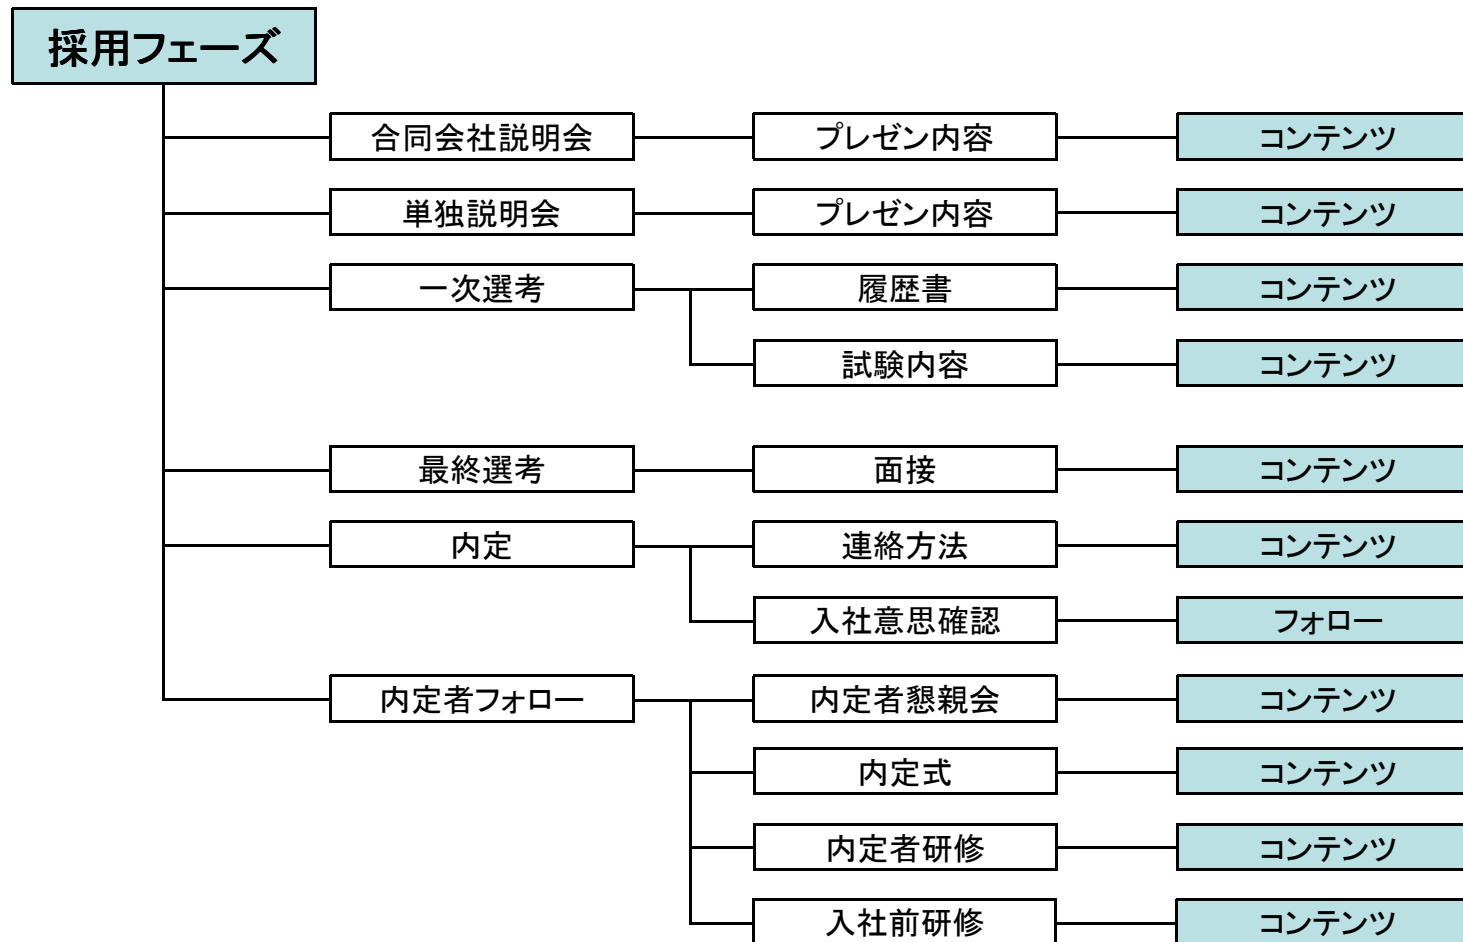 採用フェーズ
合同会社説明会 プレゼン内容 コンテンツ
単独説明会 プレゼン内容 コンテンツ
一次選考 履歴書 コンテンツ
試験内容 コンテンツ
最終選考 面接 コンテンツ
内定 連絡方法 コンテンツ
入社意思確認 フォロー
内定者フォロー 内定者懇親会 コンテンツ
内定式 コンテンツ
内定者研修 コンテンツ
入社前研修 コンテンツ